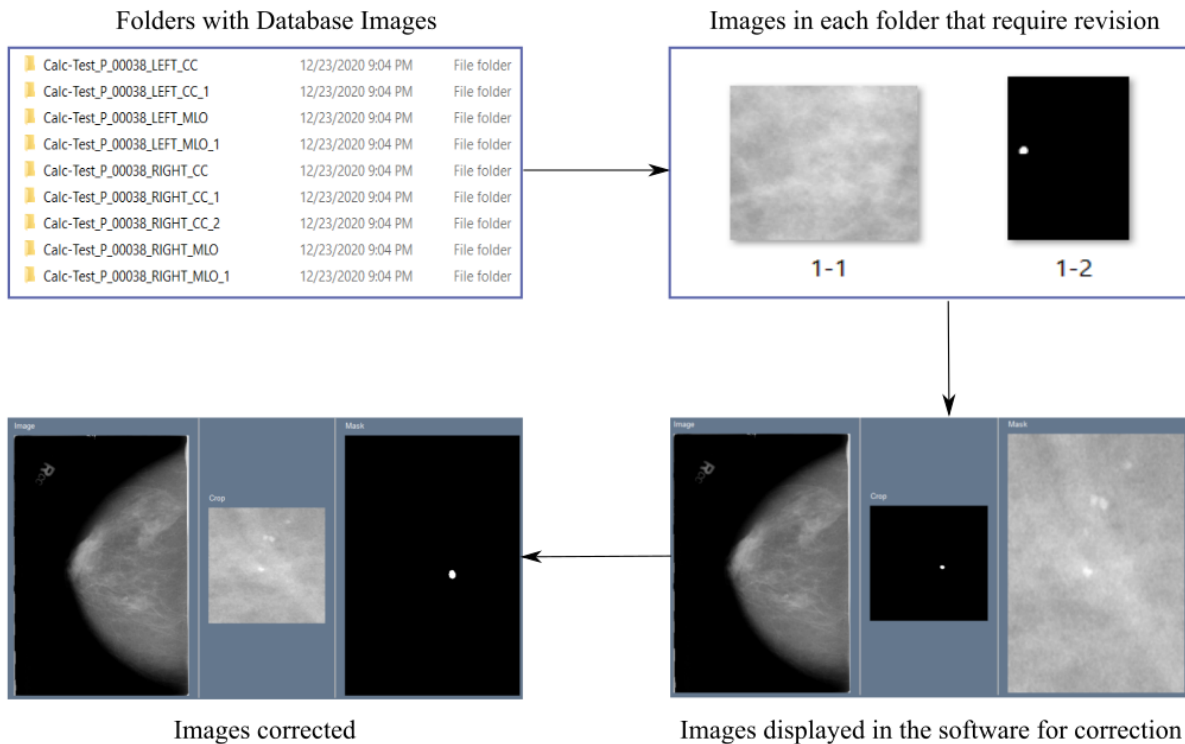 Folders with Database Images
Calc-Test_P_00038_LEFT_CC 12/23/2020 9:04 PM File folder
Calc-Test_P_00038_LEFT_CC_1 12/23/2020 9:04 PM File folder
Calc-Test_P_00038_LEFT_MLO 12/23/2020 9:04 PM File folder
Calc-Test_P_00038_LEFT_MLO_1 12/23/2020 9:04 PM File folder
Calc-Test_P_00038_RIGHT_CC 12/23/2020 9:04 PM File folder
Calc-Test_P_00038_RIGHT_CC_1 12/23/2020 9:04 PM File folder
Calc-Test_P_00038_RIGHT_CC_2 12/23/2020 9:04 PM File folder
Calc-Test_P_00038_RIGHT_MLO 12/23/2020 9:04 PM File folder
Calc-Test_P_00038_RIGHT_MLO_1 12/23/2020 9:04 PM File folder
Images in each folder that require revision
1-1
1-2
Image
Rcc
Crop
Mask
Images corrected
Image
Rcc
Crop
Mask
Images displayed in the software for correction